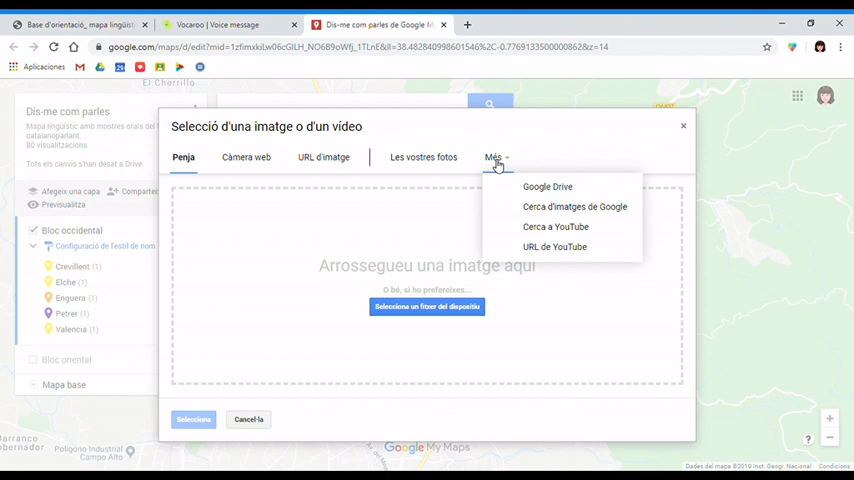 Base d'orientació_ mapa lingüíst
Vocaroo | Voice message
Dis-me com parles de Google M
google.com/maps/d/edit?mid=1zfimxkiLw06cGlLH_NO6B9oWfj_1TLnE&ll=38.482840998601546%2C-0.7769133500000862&z=14
Aplicaciones
El Chorrillo
Dis-me com parles
Mapa lingüístic amb mostres orals del
catalanoparlant.
80 visualitzacions
Tots els canvis s'han desat a Drive.
Afegeix una capa
Comparteix
Previsualitza
Bloc occidental
Configuració de l'estil de nom
Crevillent (1)
Elche (1)
Enguera (1)
Petrer (1)
Valencia (1)
Bloc oriental
Mapa base
Selecció d'una imatge o d'un vídeo
×
Penja
Càmera web
URL d'imatge
Les vostres fotos
Més
Google Drive
Cerca d'imatges de Google
Cerca a YouTube
URL de YouTube
Arrossegueu una imatge aquí
O bé, si ho prefereixes...
Selecciona un fitxer del dispositiu
Selecciona
Cancel·la
Polígono Industrial
Campo Alto
Google My Maps
+
?
−
Dades del mapa ©2019 Inst. Geogr. Nacional
Condicions